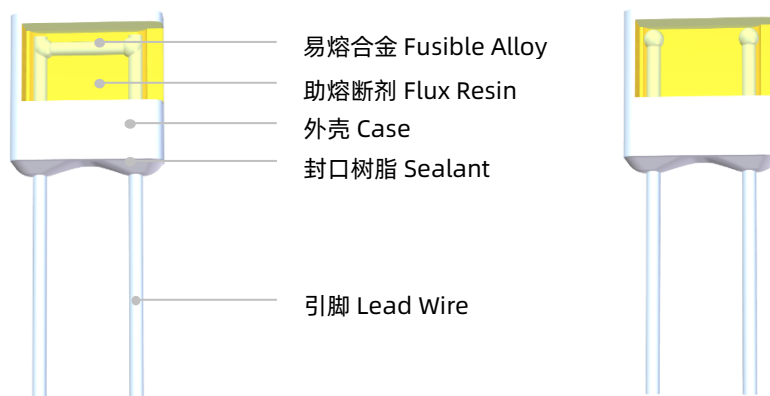 易熔合金 Fusible Alloy
助熔断剂 Flux Resin
外壳 Case
封口树脂 Sealant
引脚 Lead Wire